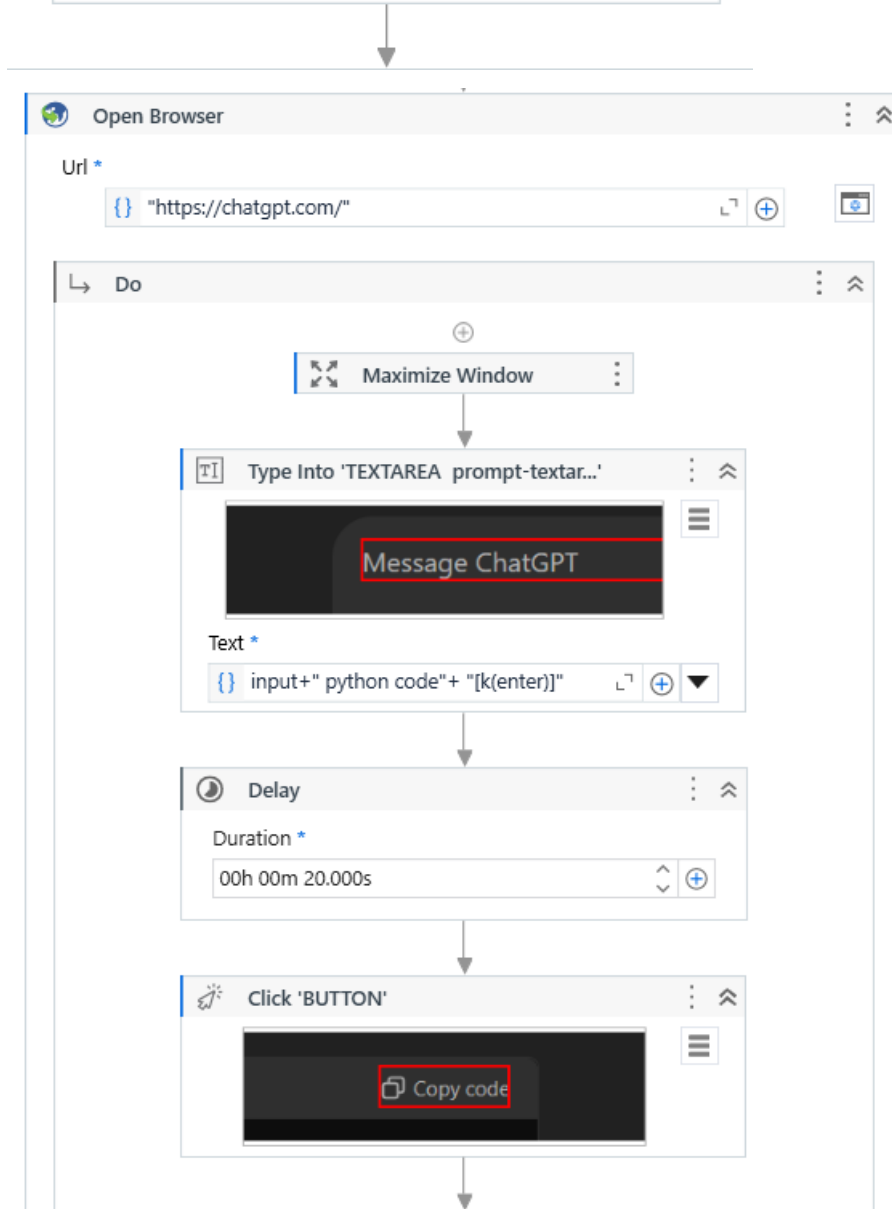 Open Browser
Url *
{} "https://chatgpt.com/"
Do
Maximize Window
TI Type Into 'TEXTAREA prompt-textar...'
Message ChatGPT
Text *
{} input+" python code"+ "[k(enter)]"
Delay
Duration *
00h 00m 20.000s
Click 'BUTTON'
Copy code